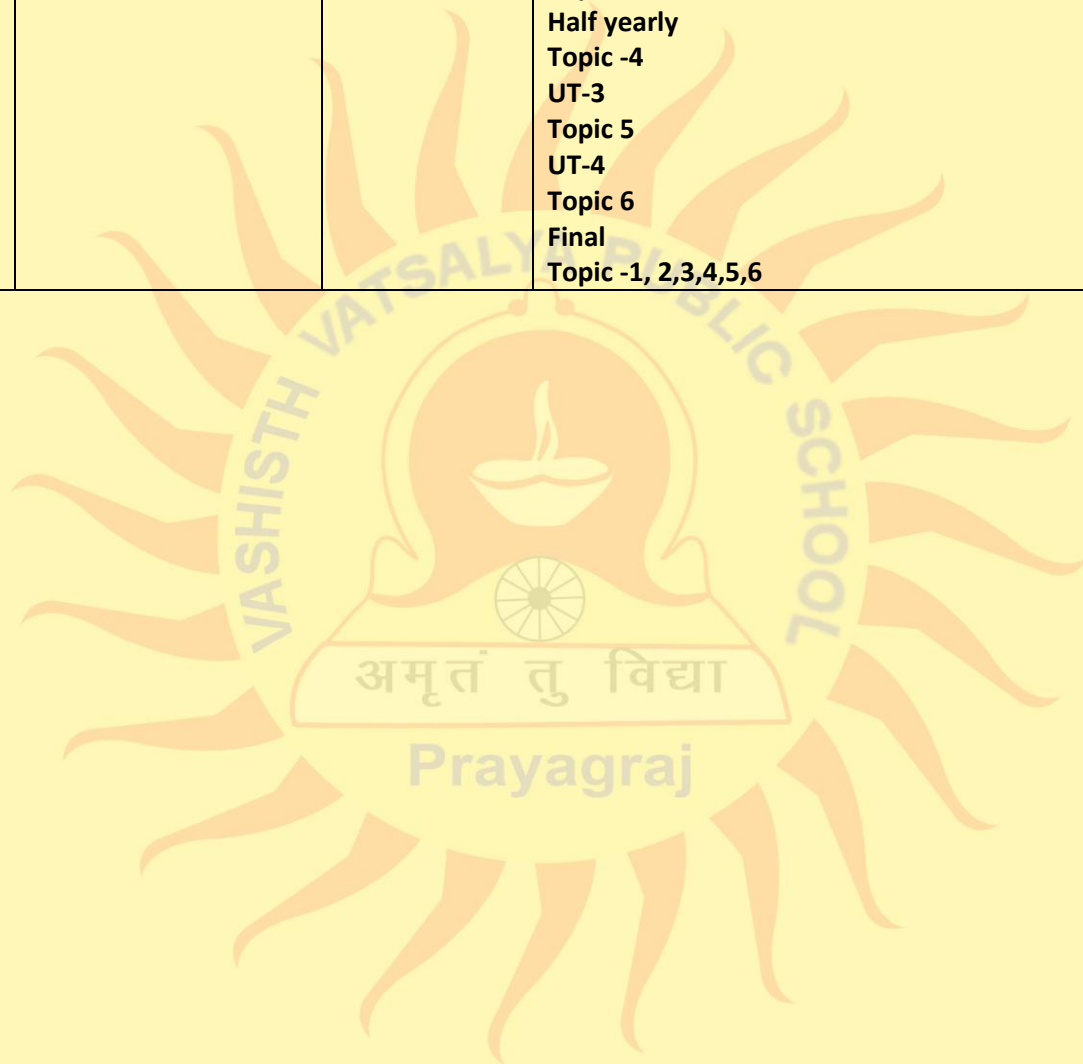 Half yearly
Topic -4
UT-3
Topic 5
UT-4
Topic 6
Final
Topic -1, 2,3,4,5,6
VASHISTH VATSALYA PUBLIC SCHOOL
अमृतं तु विद्या
Prayagraj